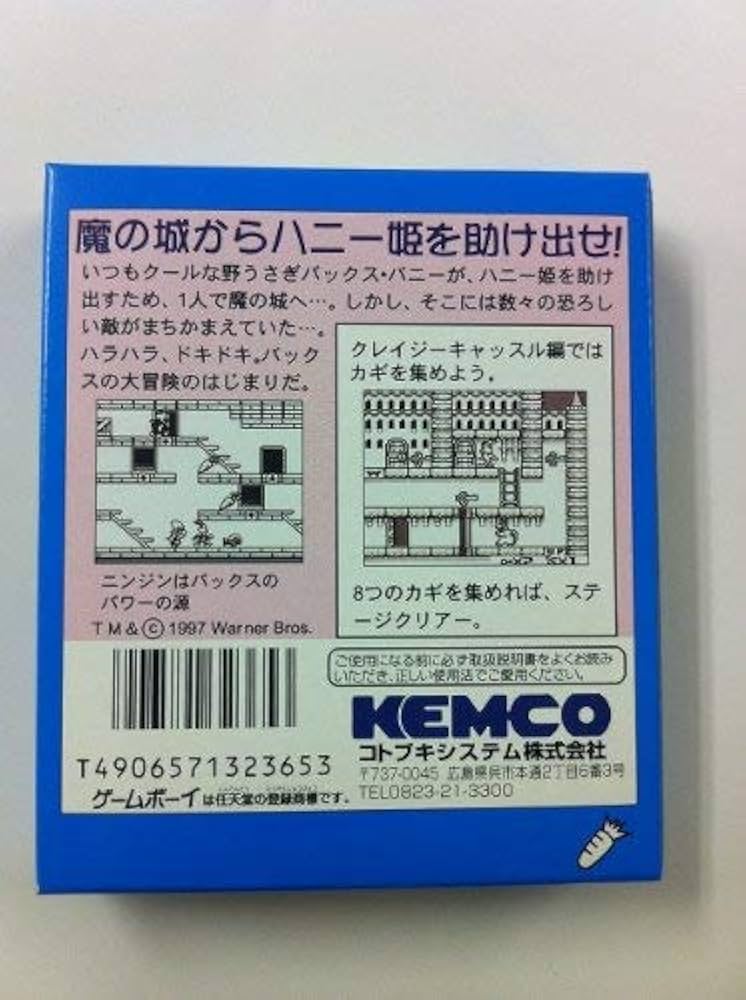 魔の城からハニー姫を助け出せ!
いつもクールな野うさぎバックス・バニーが、ハニー姫を助け
出すため、1人で魔の城へ…。しかし、そこには数々の恐ろし
い敵がまちかまえていた…。
ハラハラ、ドキドキ。バック
スの大冒険のはじまりだ。
ニンジンはバックスの
パワーの源
TM&©1997 Warner Bros.
クレイジーキャッスル編では
カギを集めよう。
8つのカギを集めれば、ステ
ージクリアー。
ご使用になる前に必ず取扱説明書をよくお読み
いただき、正しい使用法でご愛用ください。
KEMCO
コトブキシステム株式会社
〒737-0045 広島県呉市本通2丁目6番3号
TEL0823-21-3300
T4906571323653
ゲームボーイは任天堂の登録商標です。